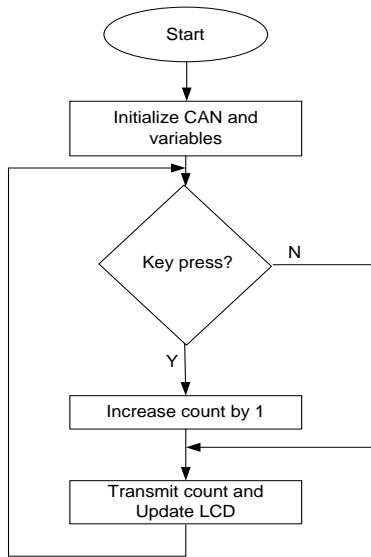 Start
Initialize CAN and
variables
Key press?
N
Y
Increase count by 1
Transmit count and
Update LCD